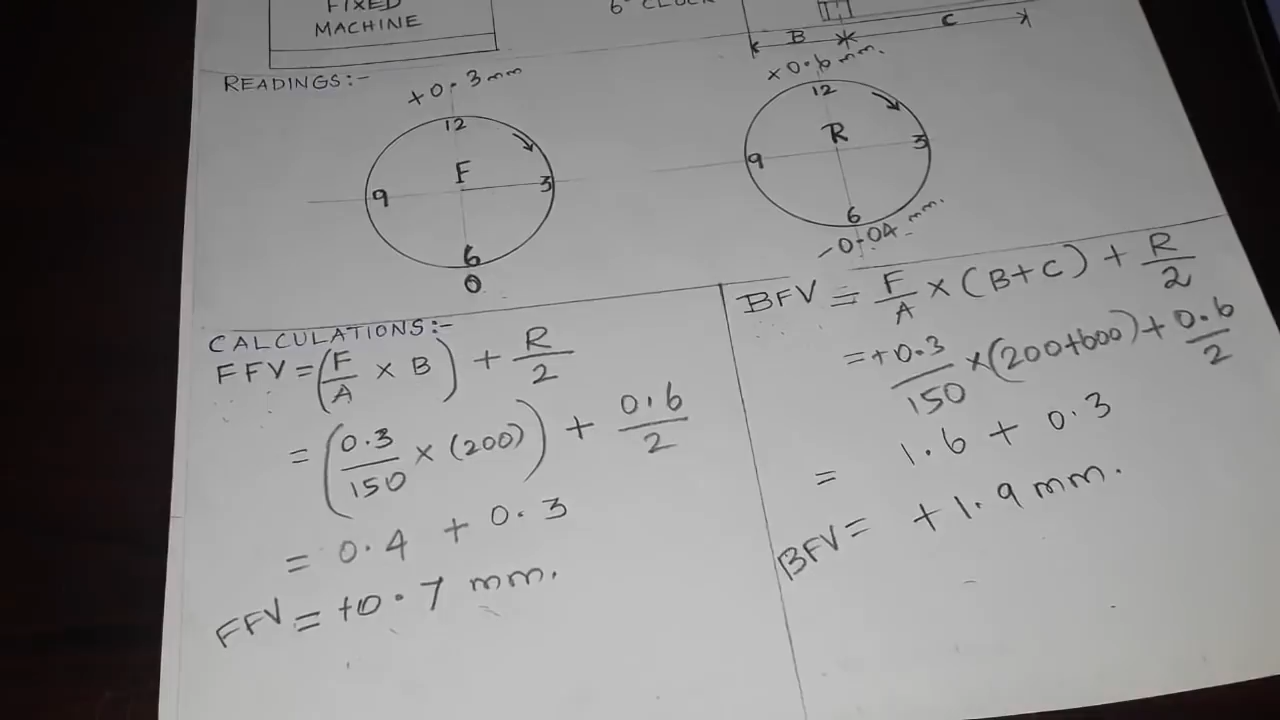 FIXED
MACHINE
6 CLOCK
B C
READINGS:-
+0.3 mm
12
F
9 3
6
0
+0.6 mm.
12
R
9 3
6
-0.04 mm.
CALCULATIONS:-
FFV = (F/A × B) + R/2
= (0.3/150 × (200)) + 0.6/2
= 0.4 + 0.3
FFV = +0.7 mm.
BFV = F/A × (B+C) + R/2
= +0.3/150 × (200+600) + 0.6/2
= 1.6 + 0.3
BFV = +1.9 mm.